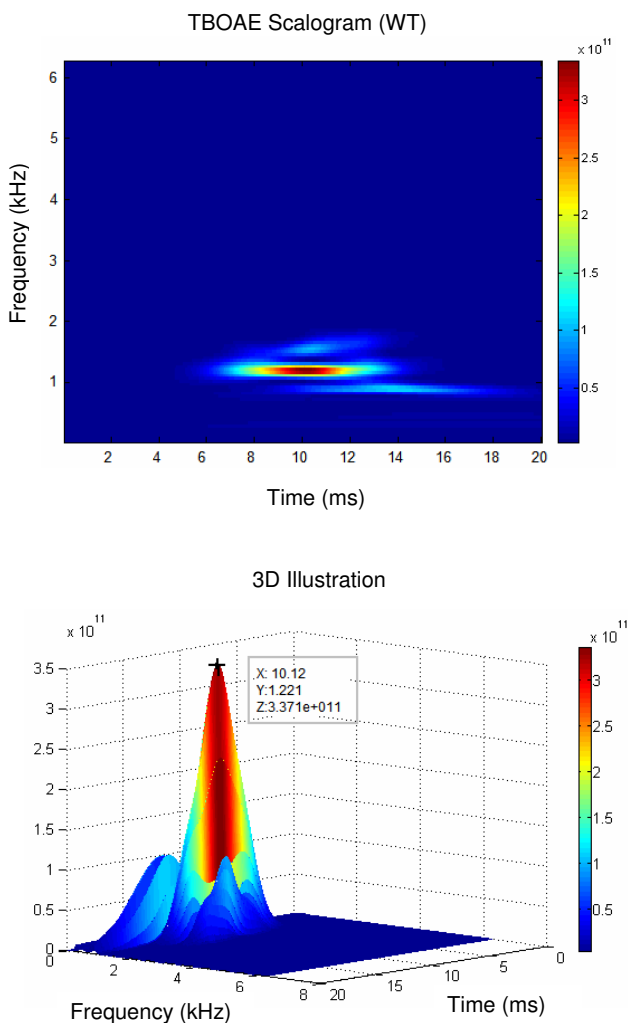 TBOAE Scalogram (WT)
x 10^11
6
5
4
3
2
1
Frequency (kHz)
2 4 6 8 10 12 14 16 18 20
Time (ms)
3
2.5
2
1.5
1
0.5
3D Illustration
x 10^11
3.5
3
2.5
2
1.5
1
0.5
0
X: 10.12
Y:1.221
Z:3.371e+011
x 10^11
3
2.5
2
1.5
1
0.5
0 2 4 6 8
Frequency (kHz)
20 15 10 5 0
Time (ms)